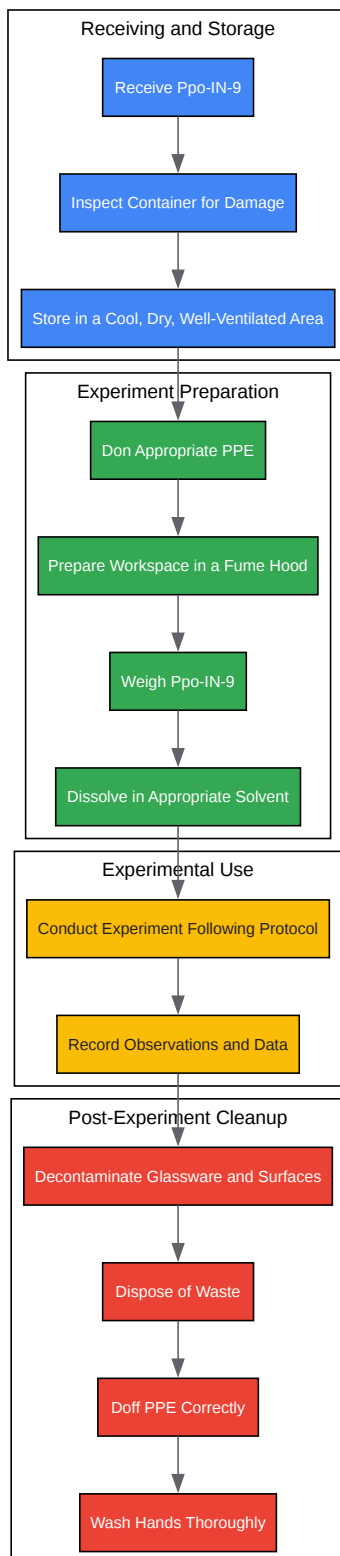 Receiving and Storage
Receive Ppo-IN-9
Inspect Container for Damage
Store in a Cool, Dry, Well-Ventilated Area
Experiment Preparation
Don Appropriate PPE
Prepare Workspace in a Fume Hood
Weigh Ppo-IN-9
Dissolve in Appropriate Solvent
Experimental Use
Conduct Experiment Following Protocol
Record Observations and Data
Post-Experiment Cleanup
Decontaminate Glassware and Surfaces
Dispose of Waste
Doff PPE Correctly
Wash Hands Thoroughly